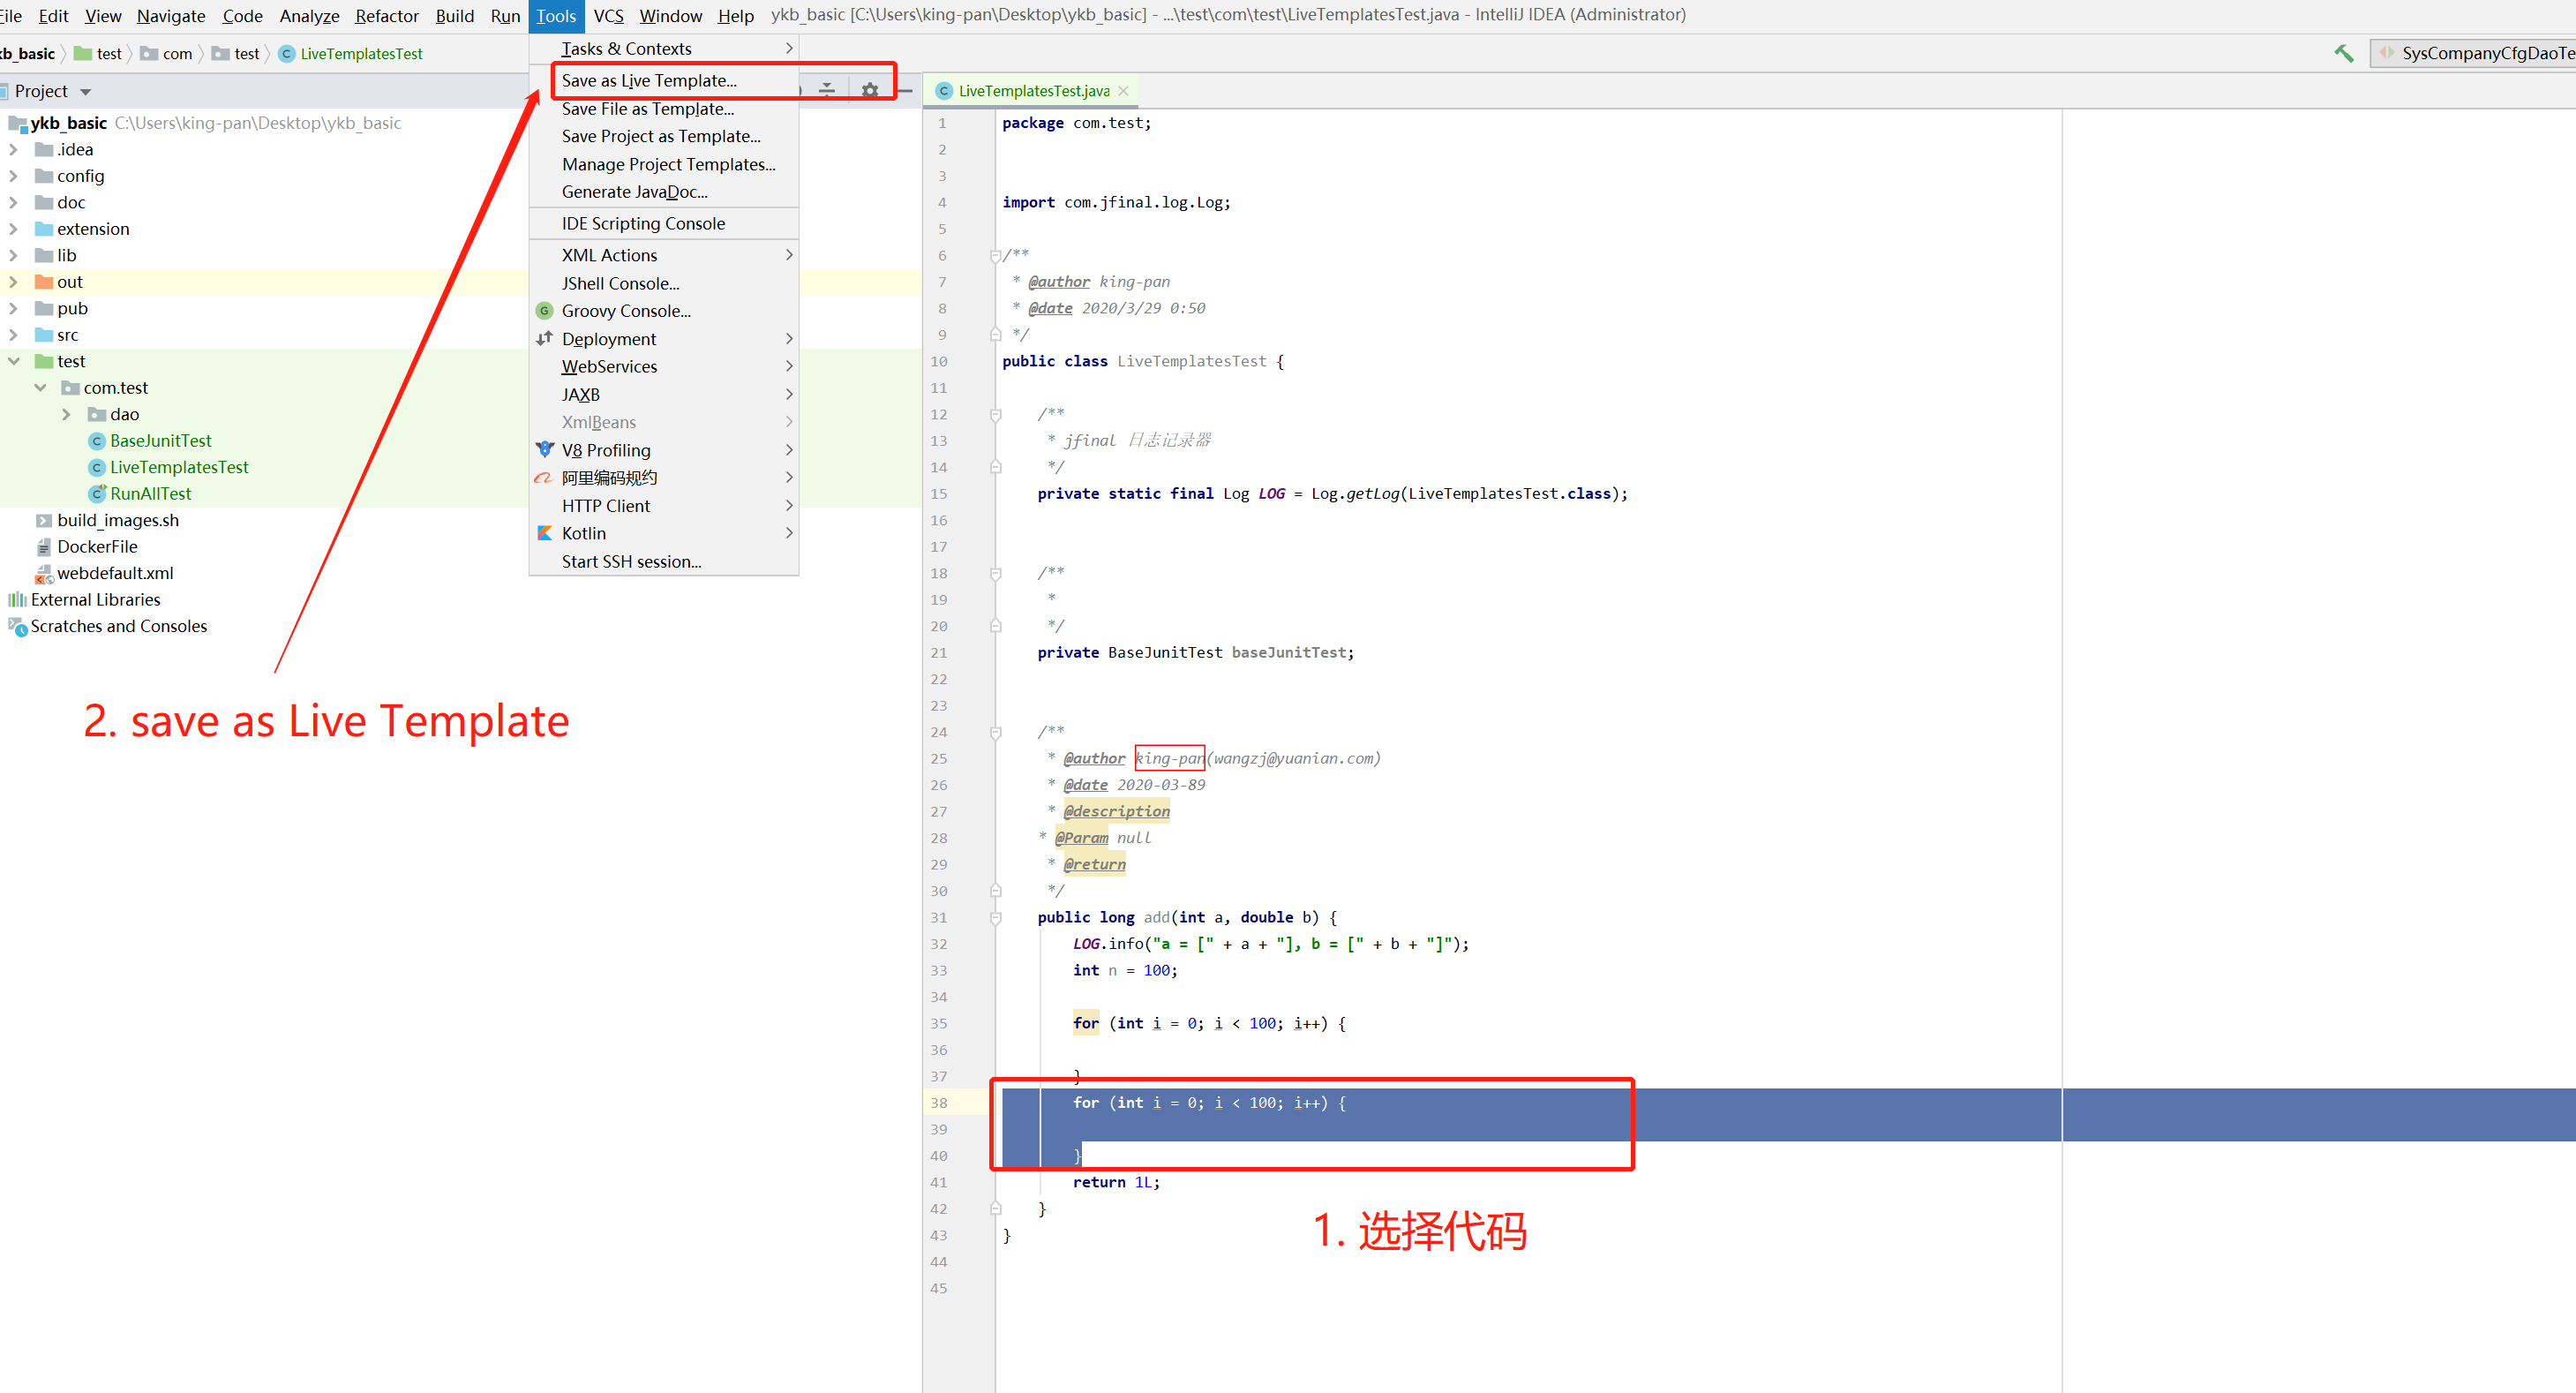 File Edit View Navigate Code Analyze Refactor Build Run Tools VCS Window Help ykb_basic [C:\Users\king-pan\Desktop\ykb_basic] - ...\test\com\test\LiveTemplatesTest.java - IntelliJ IDEA (Administrator)
kb_basic test com test LiveTemplatesTest
SysCompanyCfgDaoTe
Project
ykb_basic C:\Users\king-pan\Desktop\ykb_basic
.idea
config
doc
extension
lib
out
pub
src
test
com.test
dao
BaseJunitTest
LiveTemplatesTest
RunAllTest
build_images.sh
DockerFile
webdefault.xml
External Libraries
Scratches and Consoles
2. save as Live Template
Tasks & Contexts
Save as Live Template...
Save File as Template...
Save Project as Template...
Manage Project Templates...
Generate JavaDoc...
IDE Scripting Console
XML Actions
JShell Console...
Groovy Console...
Deployment
WebServices
JAXB
XmlBeans
V8 Profiling
阿里编码规约
HTTP Client
Kotlin
Start SSH session...
LiveTemplatesTest.java
1 package com.test;
2
3
4 import com.jfinal.log.Log;
5
6 /**
7 * @author king-pan
8 * @date 2020/3/29 0:50
9 */
10 public class LiveTemplatesTest {
11
12 /**
13 * jfinal 日志记录器
14 */
15 private static final Log LOG = Log.getLog(LiveTemplatesTest.class);
16
17
18 /**
19 *
20 */
21 private BaseJunitTest baseJunitTest;
22
23
24 /**
25 * @author king-pan(wangzj@yuanian.com)
26 * @date 2020-03-89
27 * @description
28 * @Param null
29 * @return
30 */
31 public long add(int a, double b) {
32 LOG.info("a = [" + a + "], b = [" + b + "]");
33 int n = 100;
34
35 for (int i = 0; i < 100; i++) {
36
37 }
38 for (int i = 0; i < 100; i++) {
39
40 }
41 return 1L;
42 }
43 }
44
45
1. 选择代码